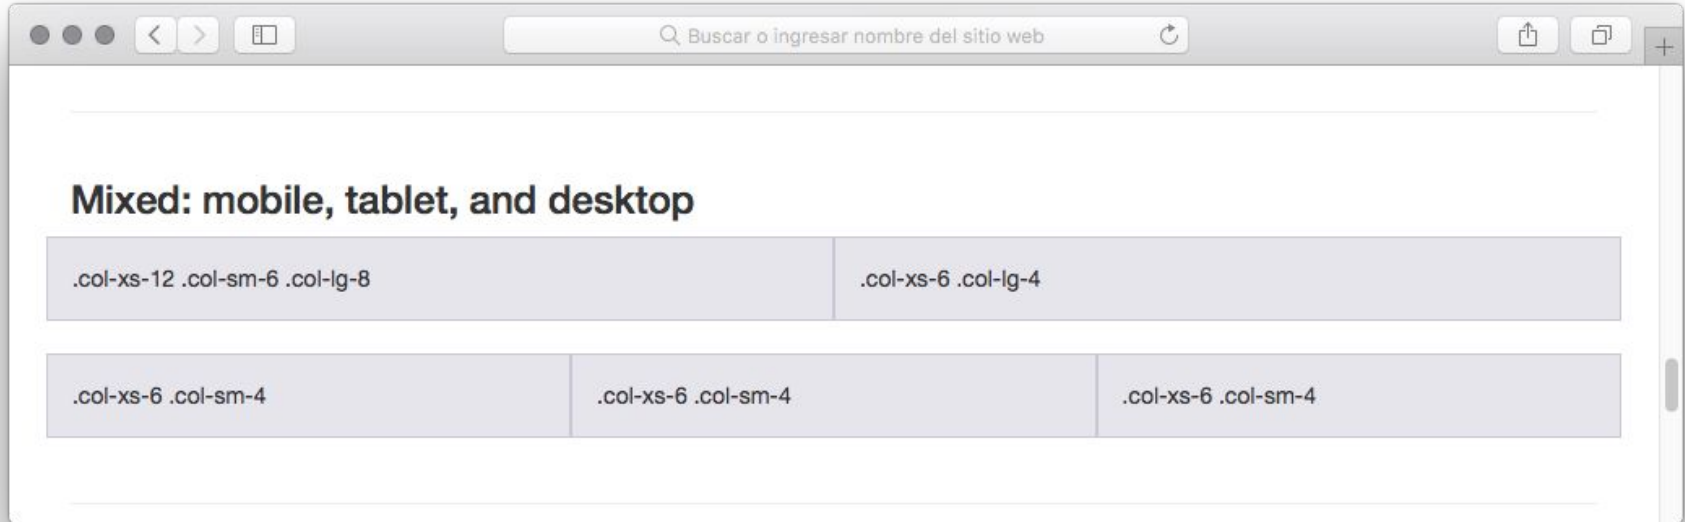 Buscar o ingresar nombre del sitio web
Mixed: mobile, tablet, and desktop
.col-xs-12 .col-sm-6 .col-lg-8
.col-xs-6 .col-lg-4
.col-xs-6 .col-sm-4
.col-xs-6 .col-sm-4
.col-xs-6 .col-sm-4